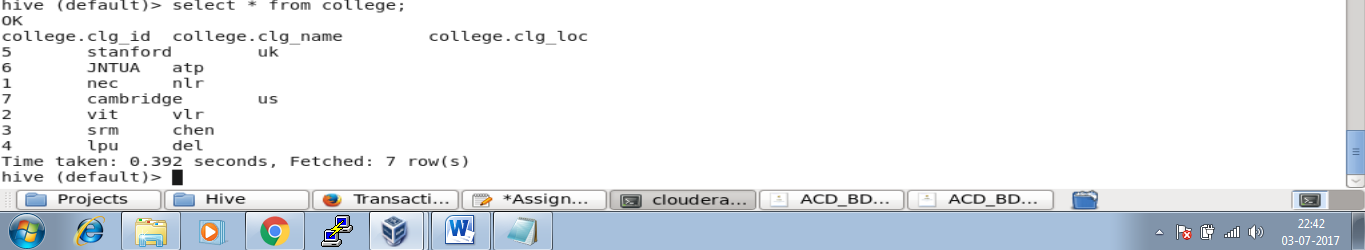 hive (default)> select * from college;
OK
college.clg_id college.clg_name college.clg_loc
5 stanford uk
6 JNTUA atp
1 nec nlr
7 cambridge us
2 vit vlr
3 srm chen
4 lpu del
Time taken: 0.392 seconds, Fetched: 7 row(s)
hive (default)>
Projects Hive Transacti... *Assign... cloudera... ACD_BD... ACD_BD...
22:42
03-07-2017